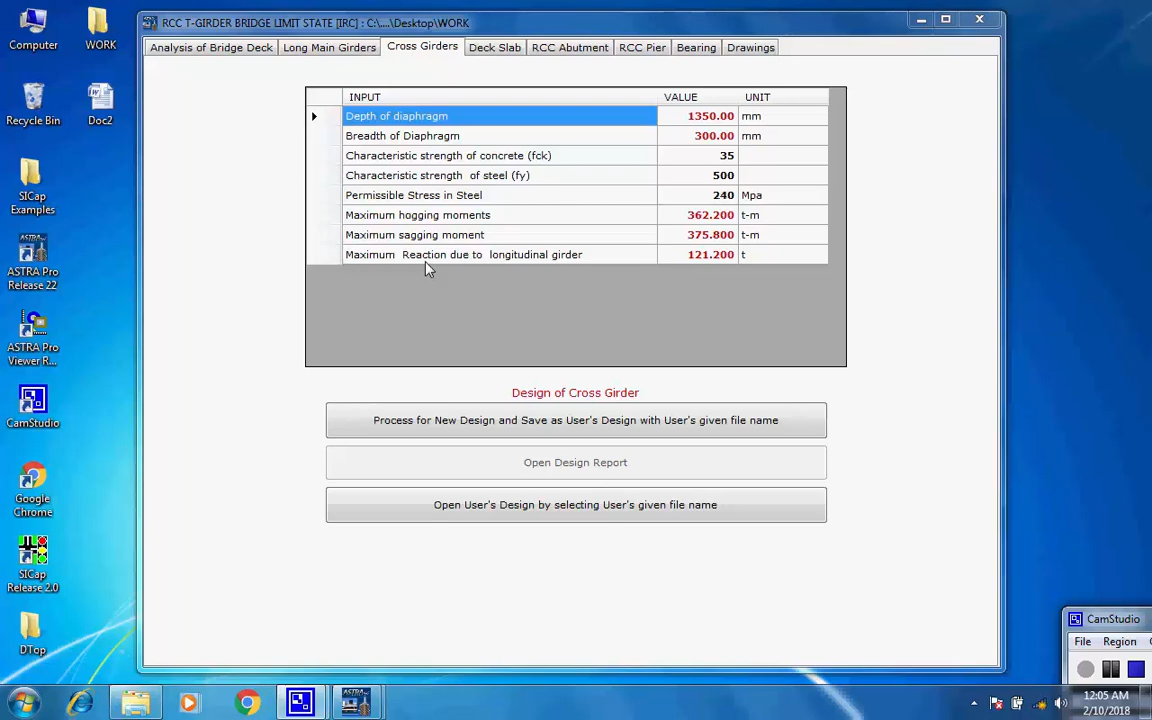 Computer
WORK
Recycle Bin
Doc2
SICap
Examples
ASTRA Pro
Release 22
ASTRA Pro
Viewer R...
CamStudio
Google
Chrome
SICap
Release 2.0
DTop
RCC T-GIRDER BRIDGE LIMIT STATE [IRC] : C:\....\Desktop\WORK
Analysis of Bridge Deck Long Main Girders Cross Girders Deck Slab RCC Abutment RCC Pier Bearing Drawings
INPUT VALUE UNIT
Depth of diaphragm 1350.00 mm
Breadth of Diaphragm 300.00 mm
Characteristic strength of concrete (fck) 35
Characteristic strength of steel (fy) 500
Permissible Stress in Steel 240 Mpa
Maximum hogging moments 362.200 t-m
Maximum sagging moment 375.800 t-m
Maximum Reaction due to longitudinal girder 121.200 t
Design of Cross Girder
Process for New Design and Save as User's Design with User's given file name
Open Design Report
Open User's Design by selecting User's given file name
CamStudio
File Region
12:05 AM
2/10/2018